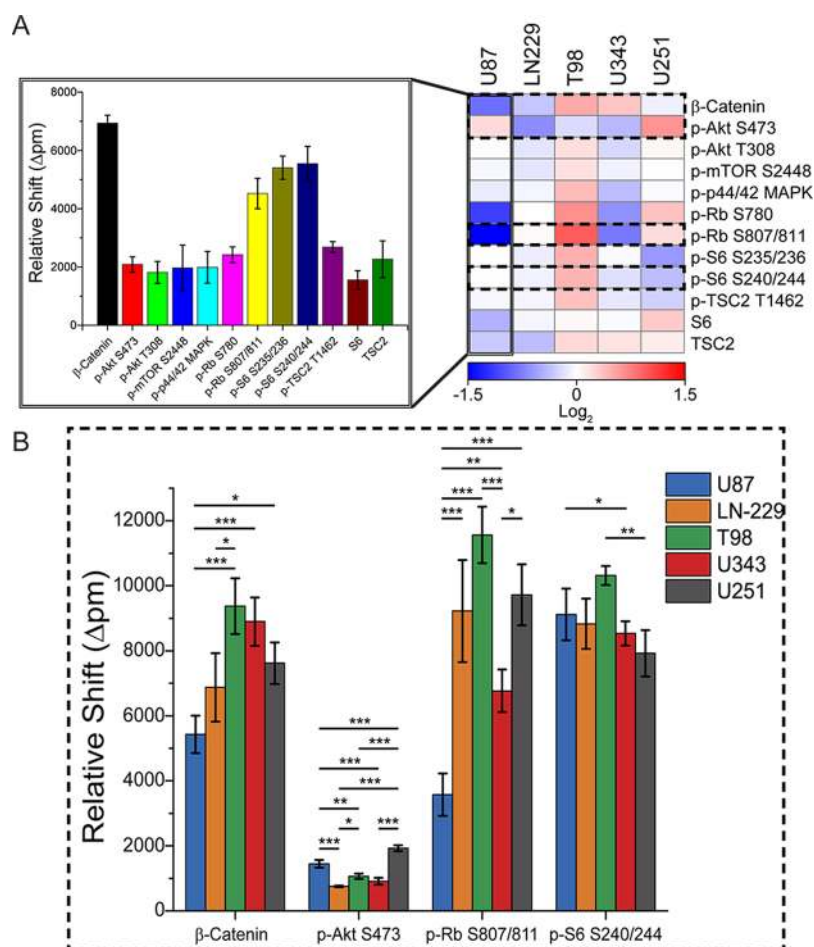 A
U87
LN229
T98
U343
U251
8000
6000
4000
2000
0
Relative Shift (Δpm)
β-Catenin
p-Akt S473
p-Akt T308
p-mTOR S2448
p-p44/42 MAPK
p-Rb S780
p-Rb S807/811
p-S6 S235/236
p-S6 S240/244
p-TSC2 T1462
S6
TSC2
β-Catenin
p-Akt S473
p-Akt T308
p-mTOR S2448
p-p44/42 MAPK
p-Rb S780
p-Rb S807/811
p-S6 S235/236
p-S6 S240/244
p-TSC2 T1462
S6
TSC2
-1.5 0 1.5
Log2
B
U87
LN-229
T98
U343
U251
12000
10000
8000
6000
4000
2000
0
Relative Shift (Δpm)
*
***
*
***
***
***
***
***
**
*
***
***
***
**
***
***
***
*
*
**
β-Catenin p-Akt S473 p-Rb S807/811 p-S6 S240/244